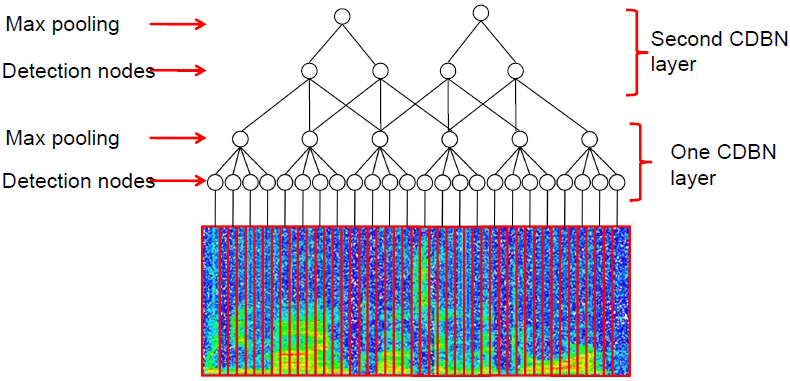 Max pooling
Second CDBN
layer
Detection nodes
Max pooling
One CDBN
layer
Detection nodes